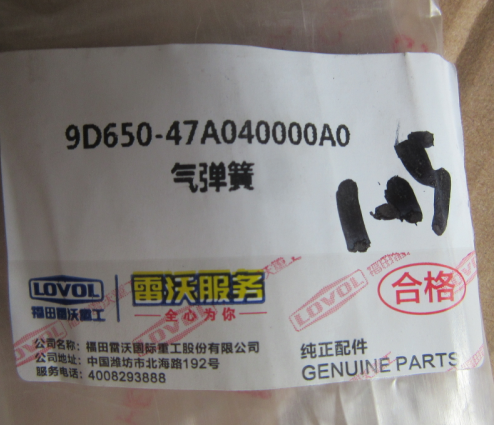 9D650-47A040000A0
气弹簧
125
LOVOL
福田雷沃重工
雷沃服务
全心为你
合格
公司名称：福田雷沃国际重工股份有限公司
公司地址：中国潍坊市北海路192号
服务电话：4008293888
纯正配件
GENUINE PARTS